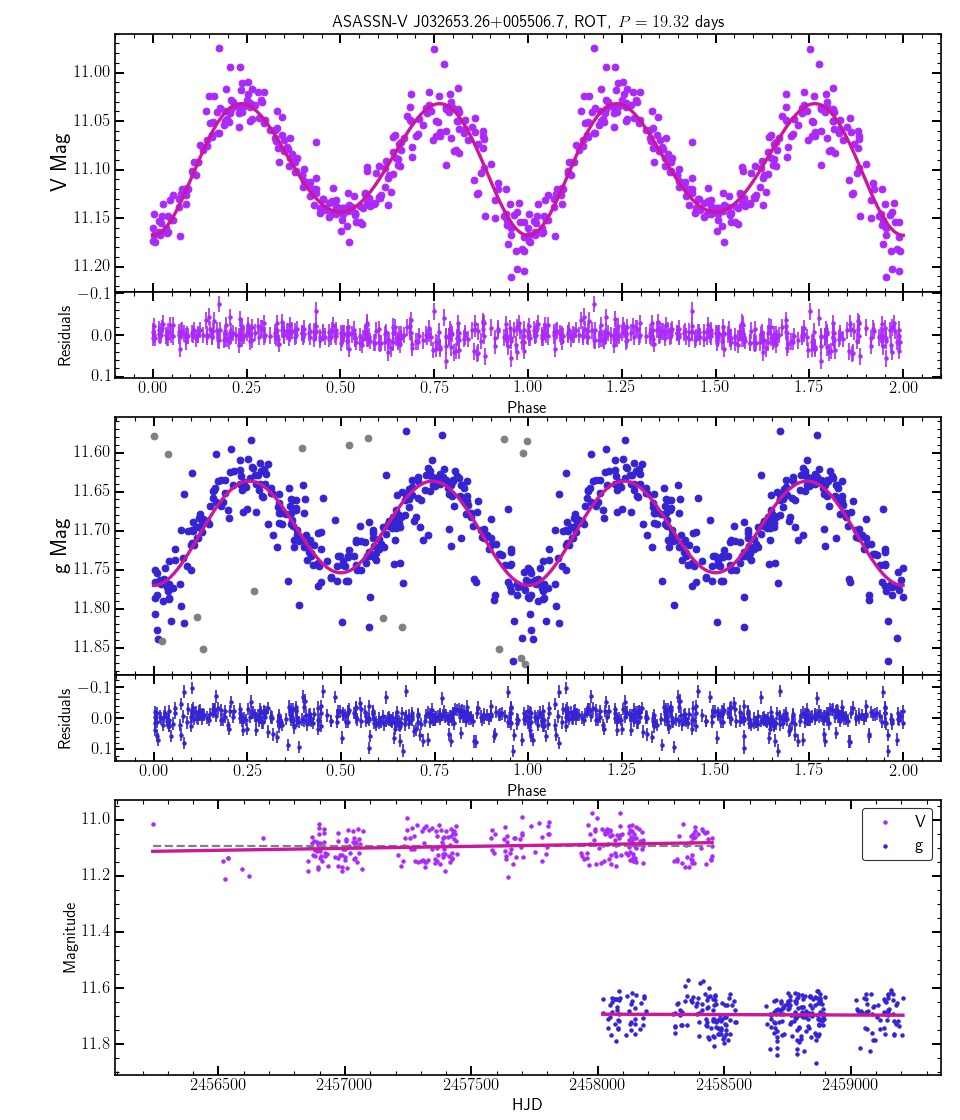 ASASSN-V J032653.26+005506.7, ROT, P = 19.32 days
V Mag
11.00
11.05
11.10
11.15
11.20
Residuals
−0.1
0.0
0.1
0.00 0.25 0.50 0.75 1.00 1.25 1.50 1.75 2.00
Phase
g Mag
11.60
11.65
11.70
11.75
11.80
11.85
Residuals
−0.1
0.0
0.1
0.00 0.25 0.50 0.75 1.00 1.25 1.50 1.75 2.00
Phase
Magnitude
11.0
11.2
11.4
11.6
11.8
V
g
2456500 2457000 2457500 2458000 2458500 2459000
HJD